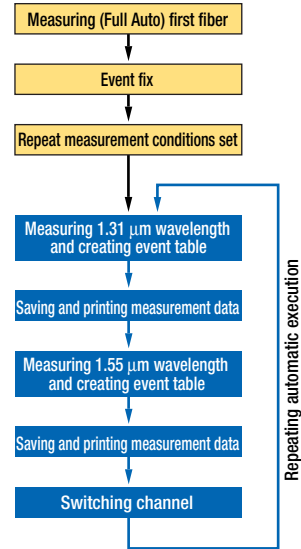 Measuring (Full Auto) first fiber
Event fix
Repeat measurement conditions set
Measuring 1.31 μm wavelength
and creating event table
Saving and printing measurement data
Measuring 1.55 μm wavelength
and creating event table
Saving and printing measurement data
Switching channel
Repeating automatic execution